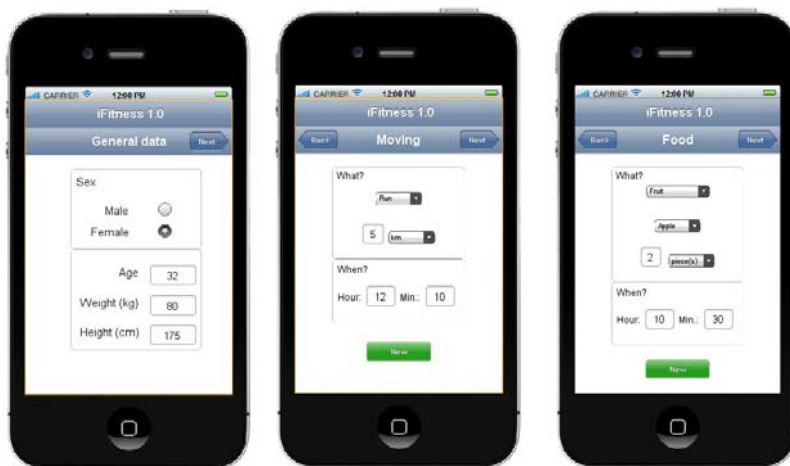 CARRIER 12:00 PM
iFitness 1.0
General data Next
Sex
Male
Female
Age 32
Weight (kg) 80
Height (cm) 175
CARRIER 12:00 PM
iFitness 1.0
Back Moving Next
What?
Run
5 km.
When?
Hour: 12 Min.: 10
New
CARRIER 12:00 PM
iFitness 1.0
Back Food Next
What?
Fruit
Apple
2 piece(s)
When?
Hour: 10 Min.: 30
New